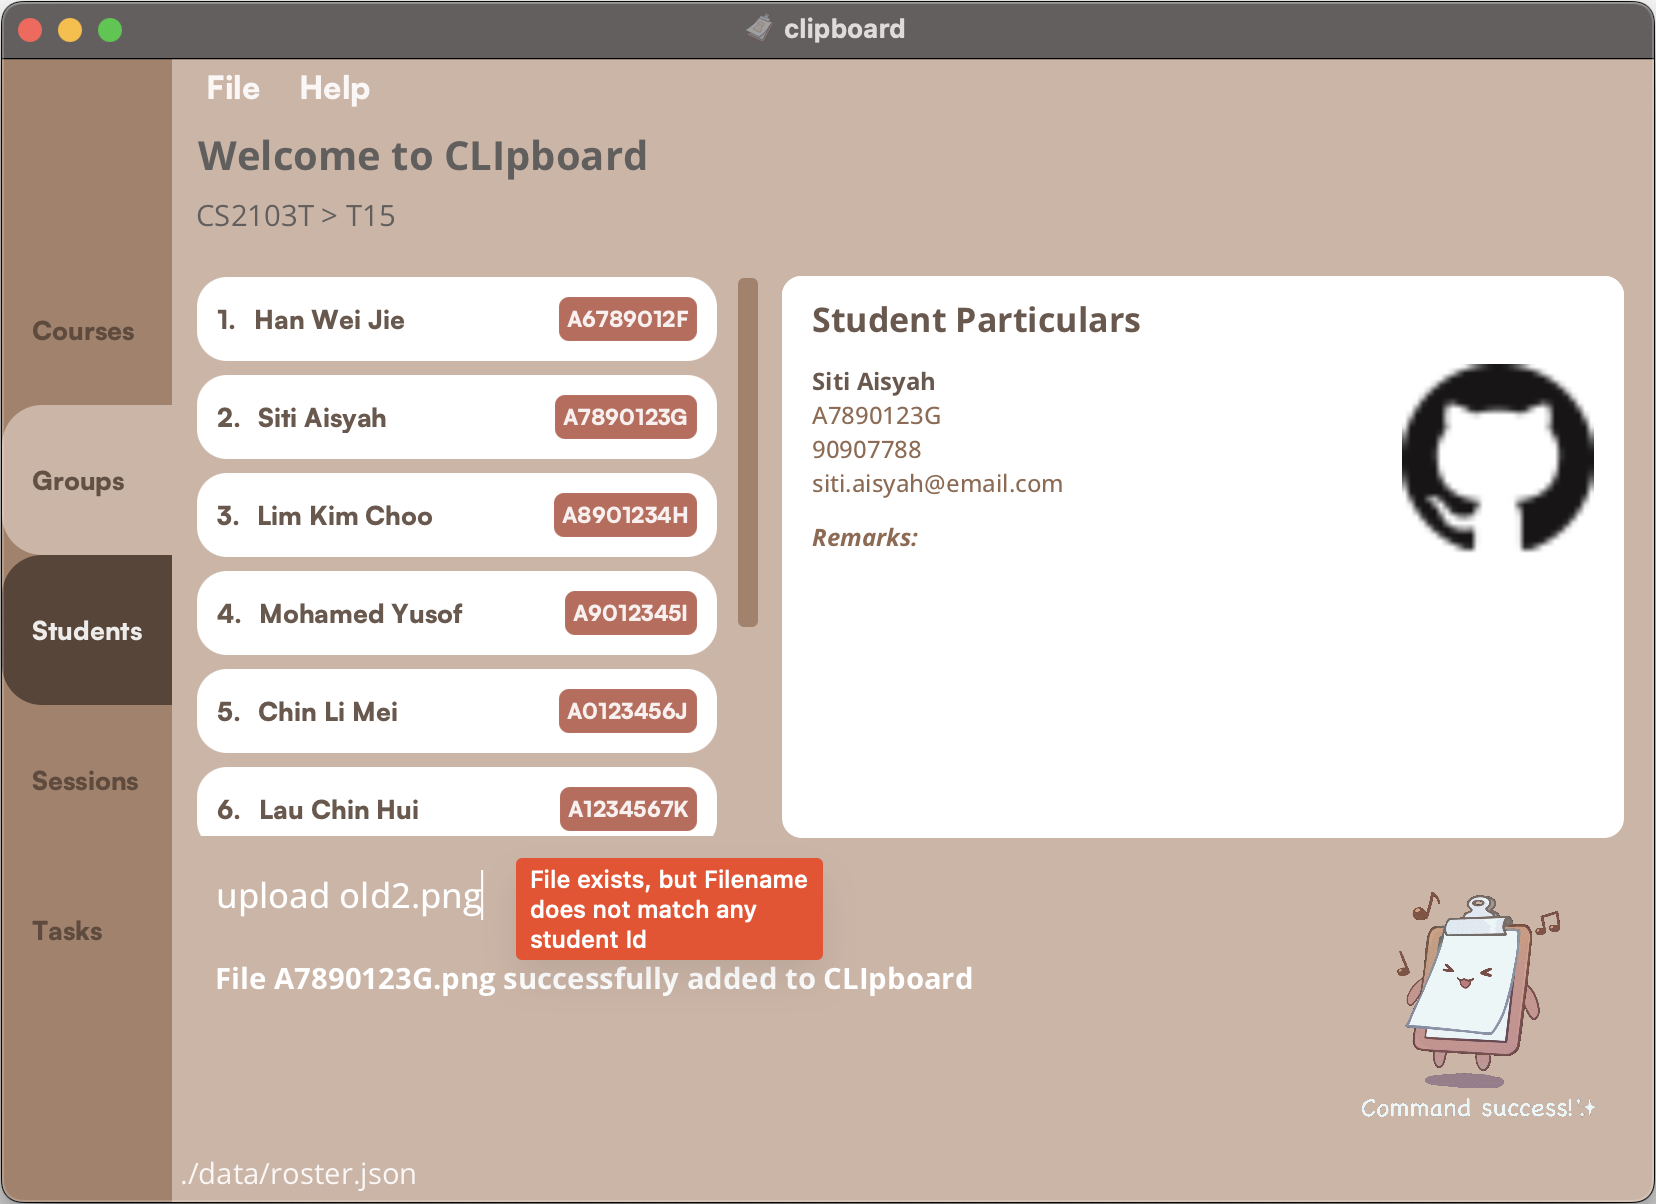 clipboard
File Help
Welcome to CLIpboard
CS2103T > T15
Courses
Groups
Students
Sessions
Tasks
1. Han Wei Jie A6789012F
2. Siti Aisyah A7890123G
3. Lim Kim Choo A8901234H
4. Mohamed Yusof A9012345I
5. Chin Li Mei A0123456J
6. Lau Chin Hui A1234567K
Student Particulars
Siti Aisyah
A7890123G
90907788
siti.aisyah@email.com
Remarks:
upload old2.png
File exists, but Filename
does not match any
student Id
File A7890123G.png successfully added to CLIpboard
Command success!
./data/roster.json